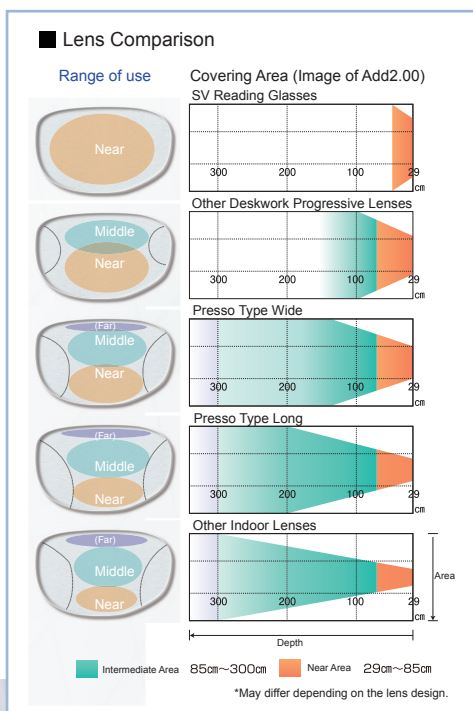 ■ Lens Comparison
Range of use
Covering Area (Image of Add2.00)
SV Reading Glasses
Near
300 200 100 29
cm
Other Deskwork Progressive Lenses
Middle
Near
300 200 100 29
cm
Presso Type Wide
(Far)
Middle
Near
300 200 100 29
cm
Presso Type Long
(Far)
Middle
Near
300 200 100 29
cm
Other Indoor Lenses
(Far)
Middle
Near
300 200 100 29
cm
Area
Depth
Intermediate Area 85㎝～300㎝ Near Area 29㎝～85㎝
*May differ depending on the lens design.